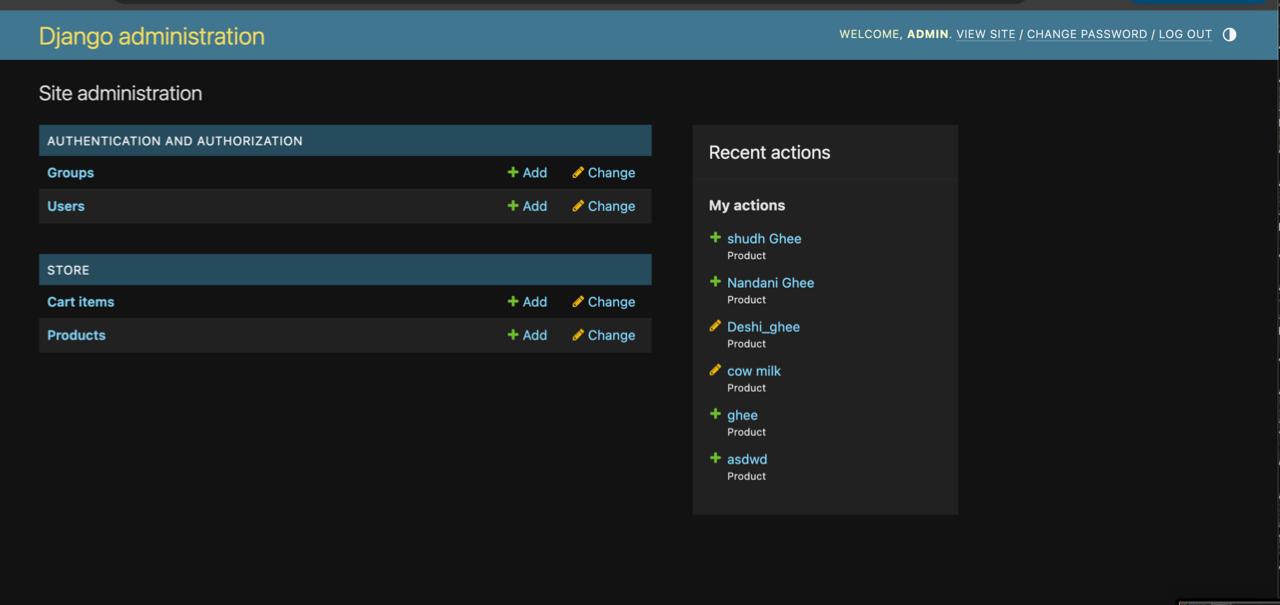 Django administration
WELCOME, ADMIN. VIEW SITE / CHANGE PASSWORD / LOG OUT
Site administration
AUTHENTICATION AND AUTHORIZATION
Groups Add Change
Users Add Change
STORE
Cart items Add Change
Products Add Change
Recent actions
My actions
shudh Ghee
Product
Nandani Ghee
Product
Deshi_ghee
Product
cow milk
Product
ghee
Product
asdwd
Product